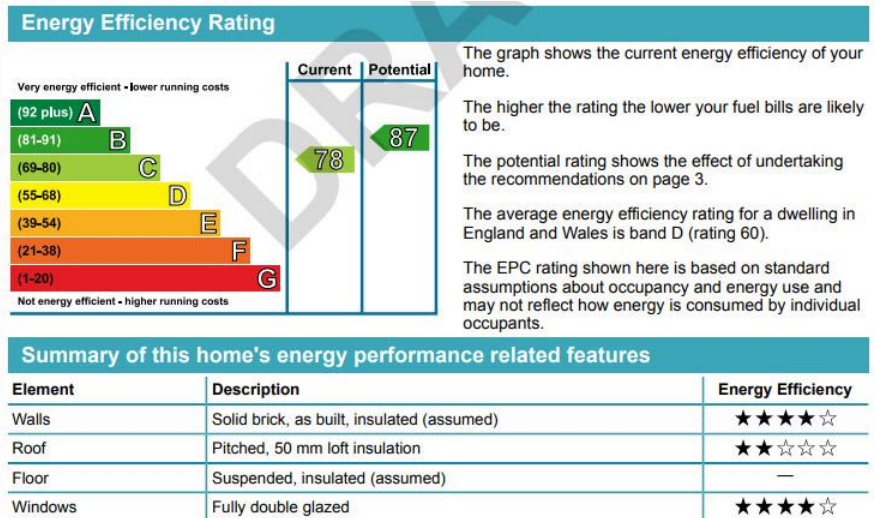 Energy Efficiency Rating
Current Potential
Very energy efficient - lower running costs
(92 plus) A
(81-91) B
(69-80) C
(55-68) D
(39-54) E
(21-38) F
(1-20) G
Not energy efficient - higher running costs
78
87
The graph shows the current energy efficiency of your
home.
The higher the rating the lower your fuel bills are likely
to be.
The potential rating shows the effect of undertaking
the recommendations on page 3.
The average energy efficiency rating for a dwelling in
England and Wales is band D (rating 60).
The EPC rating shown here is based on standard
assumptions about occupancy and energy use and
may not reflect how energy is consumed by individual
occupants.
Summary of this home's energy performance related features
Element Description Energy Efficiency
Walls Solid brick, as built, insulated (assumed) ★★★★☆
Roof Pitched, 50 mm loft insulation ★★☆☆☆
Floor Suspended, insulated (assumed) —
Windows Fully double glazed ★★★★☆
DRA